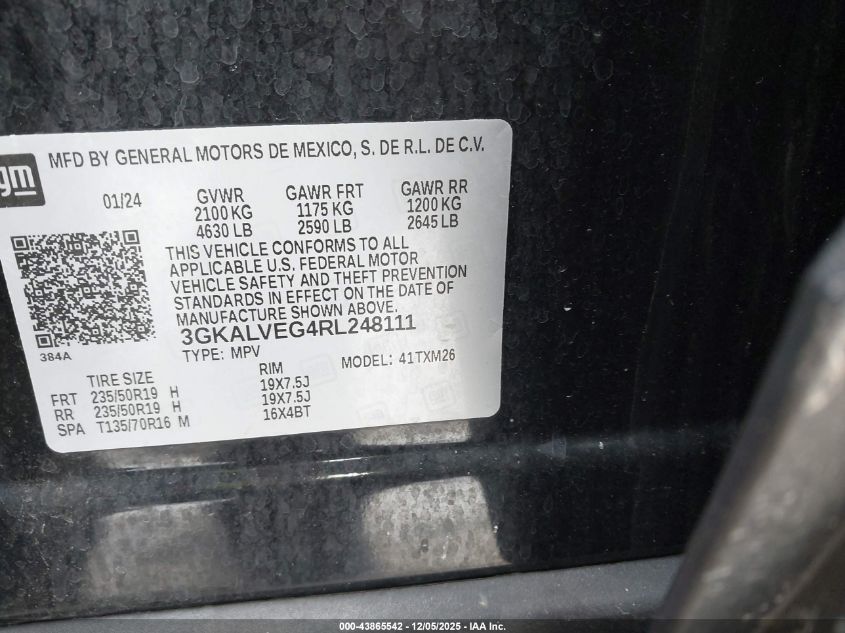 gm
MFD BY GENERAL MOTORS DE MEXICO, S. DE R.L. DE C.V.
01/24 GVWR GAWR FRT GAWR RR
2100 KG 1175 KG 1200 KG
4630 LB 2590 LB 2645 LB
THIS VEHICLE CONFORMS TO ALL
APPLICABLE U.S. FEDERAL MOTOR
VEHICLE SAFETY AND THEFT PREVENTION
STANDARDS IN EFFECT ON THE DATE OF
MANUFACTURE SHOWN ABOVE.
3GKALVEG4RL248111
384A
TYPE: MPV MODEL: 41TXM26
TIRE SIZE RIM
FRT 235/50R19 H 19X7.5J
RR 235/50R19 H 19X7.5J
SPA T135/70R16 M 16X4BT
000-43865542 - 12/05/2025 - IAA Inc.